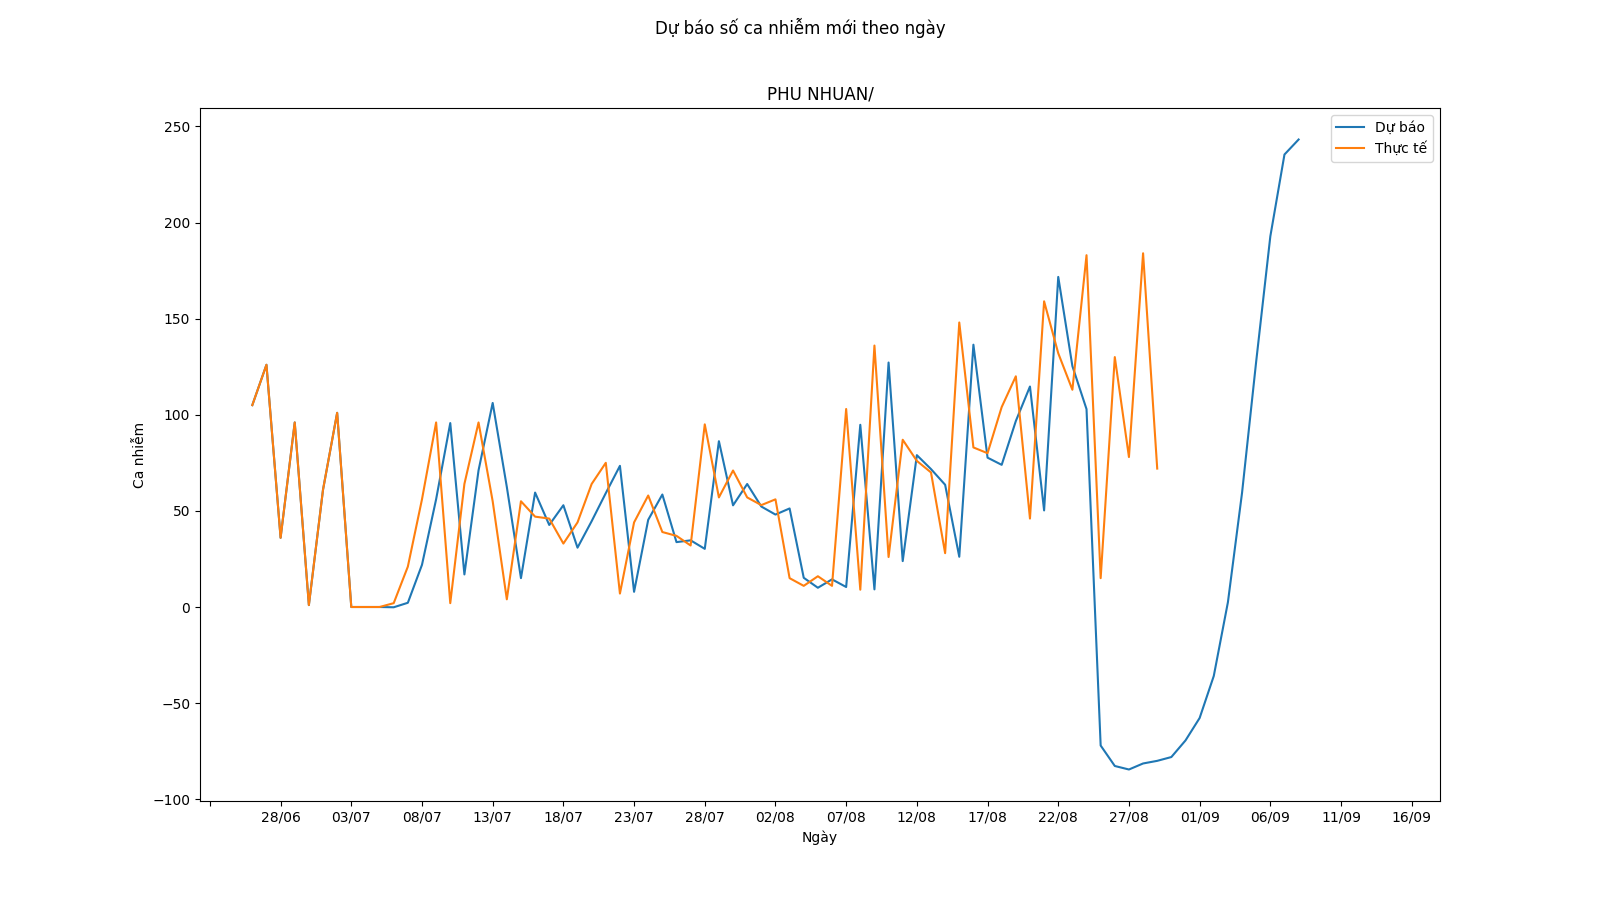 Dự báo số ca nhiễm mới theo ngày
PHU NHUAN/
Dự báo
Thực tế
250
200
150
100
50
0
−50
−100
Ca nhiễm
28/06 03/07 08/07 13/07 18/07 23/07 28/07 02/08 07/08 12/08 17/08 22/08 27/08 01/09 06/09 11/09 16/09
Ngày